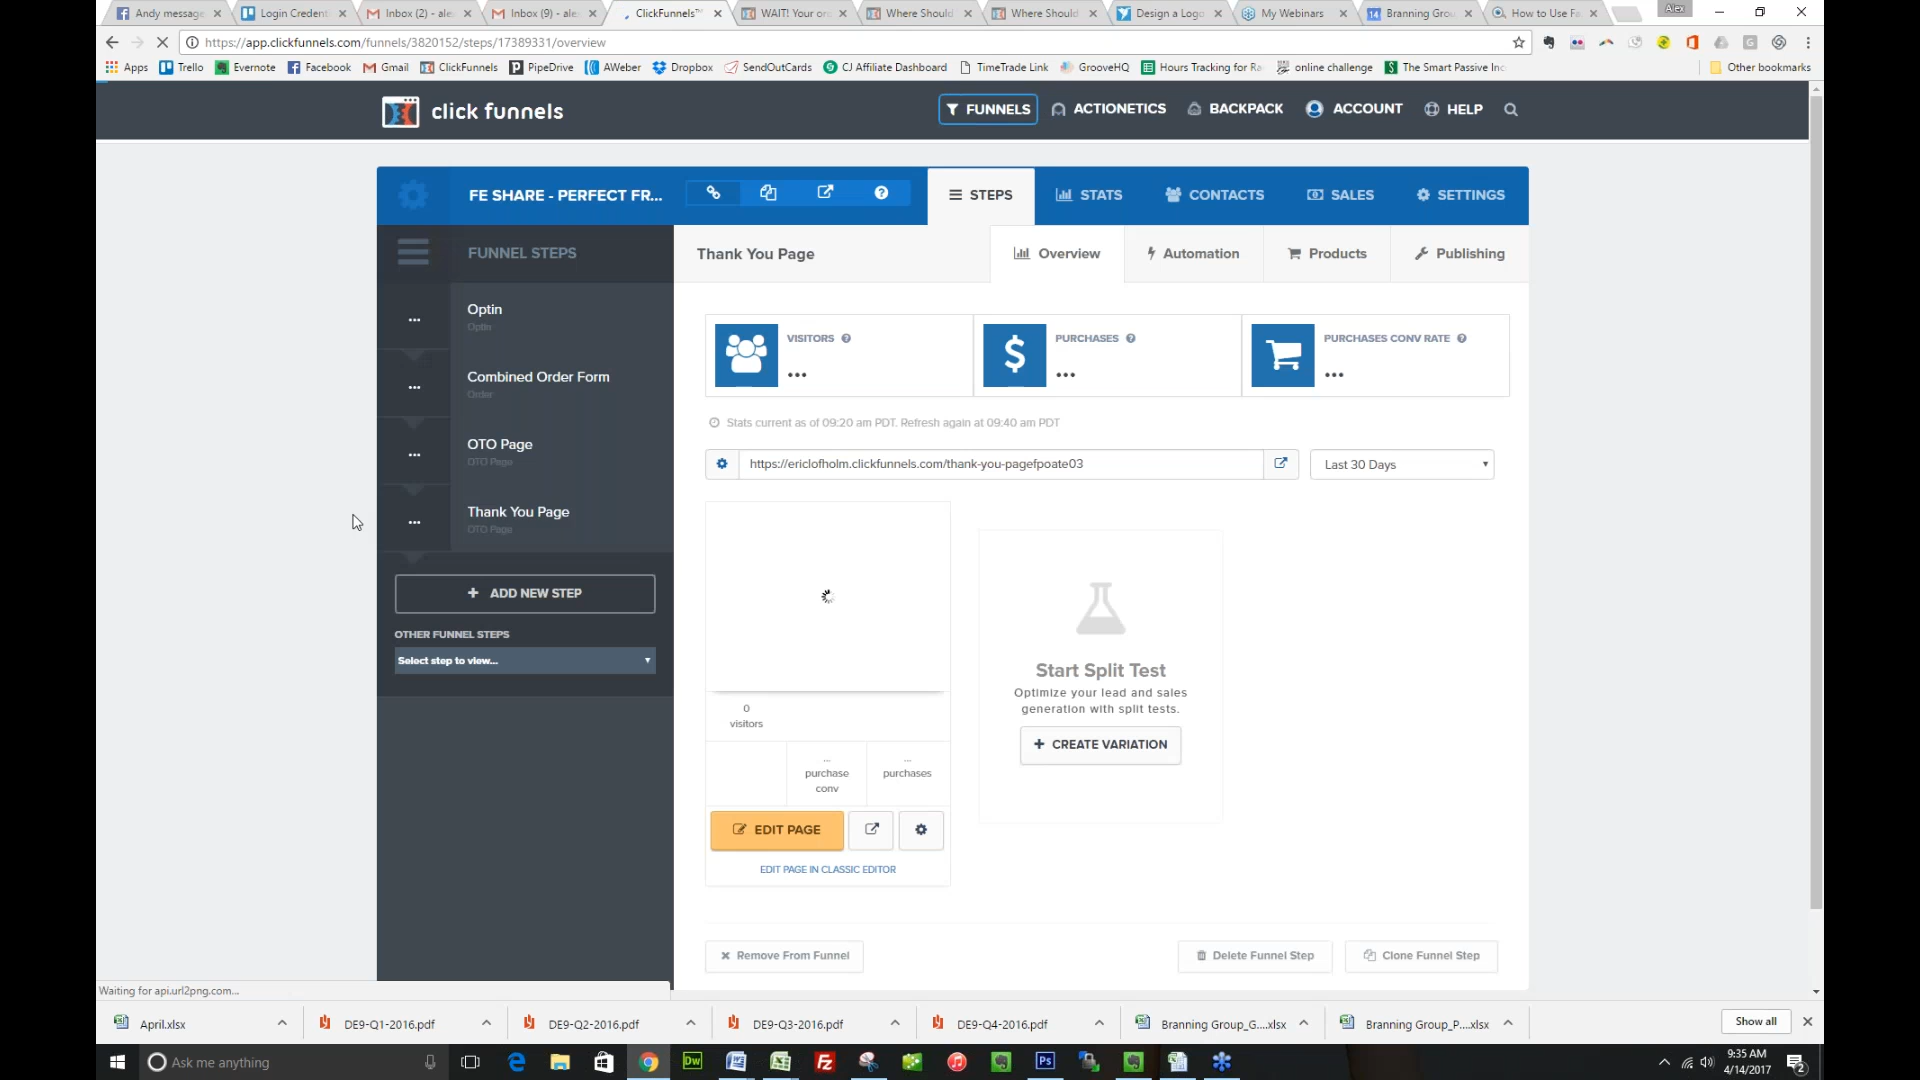 Andy message
Login Credent
Inbox (2) - ale
Inbox (9) - ale
ClickFunnels™
WAIT! Your or
Where Should
Where Should
Design a Logo
My Webinars
Branning Grou
How to Use Fa
Alex
https://app.clickfunnels.com/funnels/3820152/steps/17389331/overview
Apps
Trello
Evernote
Facebook
Gmail
ClickFunnels
PipeDrive
AWeber
Dropbox
SendOutCards
CJ Affiliate Dashboard
TimeTrade Link
GrooveHQ
Hours Tracking for Ra
online challenge
The Smart Passive Inc
Other bookmarks
click funnels
FUNNELS
ACTIONETICS
BACKPACK
ACCOUNT
HELP
FE SHARE - PERFECT FR...
STEPS
STATS
CONTACTS
SALES
SETTINGS
FUNNEL STEPS
Thank You Page
Overview
Automation
Products
Publishing
Optin
Optin
Combined Order Form
Order
OTO Page
OTO Page
Thank You Page
OTO Page
ADD NEW STEP
OTHER FUNNEL STEPS
Select step to view...
VISITORS
...
PURCHASES
...
PURCHASES CONV RATE
...
Stats current as of 09:20 am PDT. Refresh again at 09:40 am PDT
https://ericlofholm.clickfunnels.com/thank-you-pagefpoate03
Last 30 Days
0
visitors
...
purchase
conv
...
purchases
EDIT PAGE
EDIT PAGE IN CLASSIC EDITOR
Start Split Test
Optimize your lead and sales
generation with split tests.
CREATE VARIATION
Remove From Funnel
Delete Funnel Step
Clone Funnel Step
Waiting for api.url2png.com...
April.xlsx
DE9-Q1-2016.pdf
DE9-Q2-2016.pdf
DE9-Q3-2016.pdf
DE9-Q4-2016.pdf
Branning Group_G....xlsx
Branning Group_P....xlsx
Show all
Ask me anything
9:35 AM
4/14/2017
2